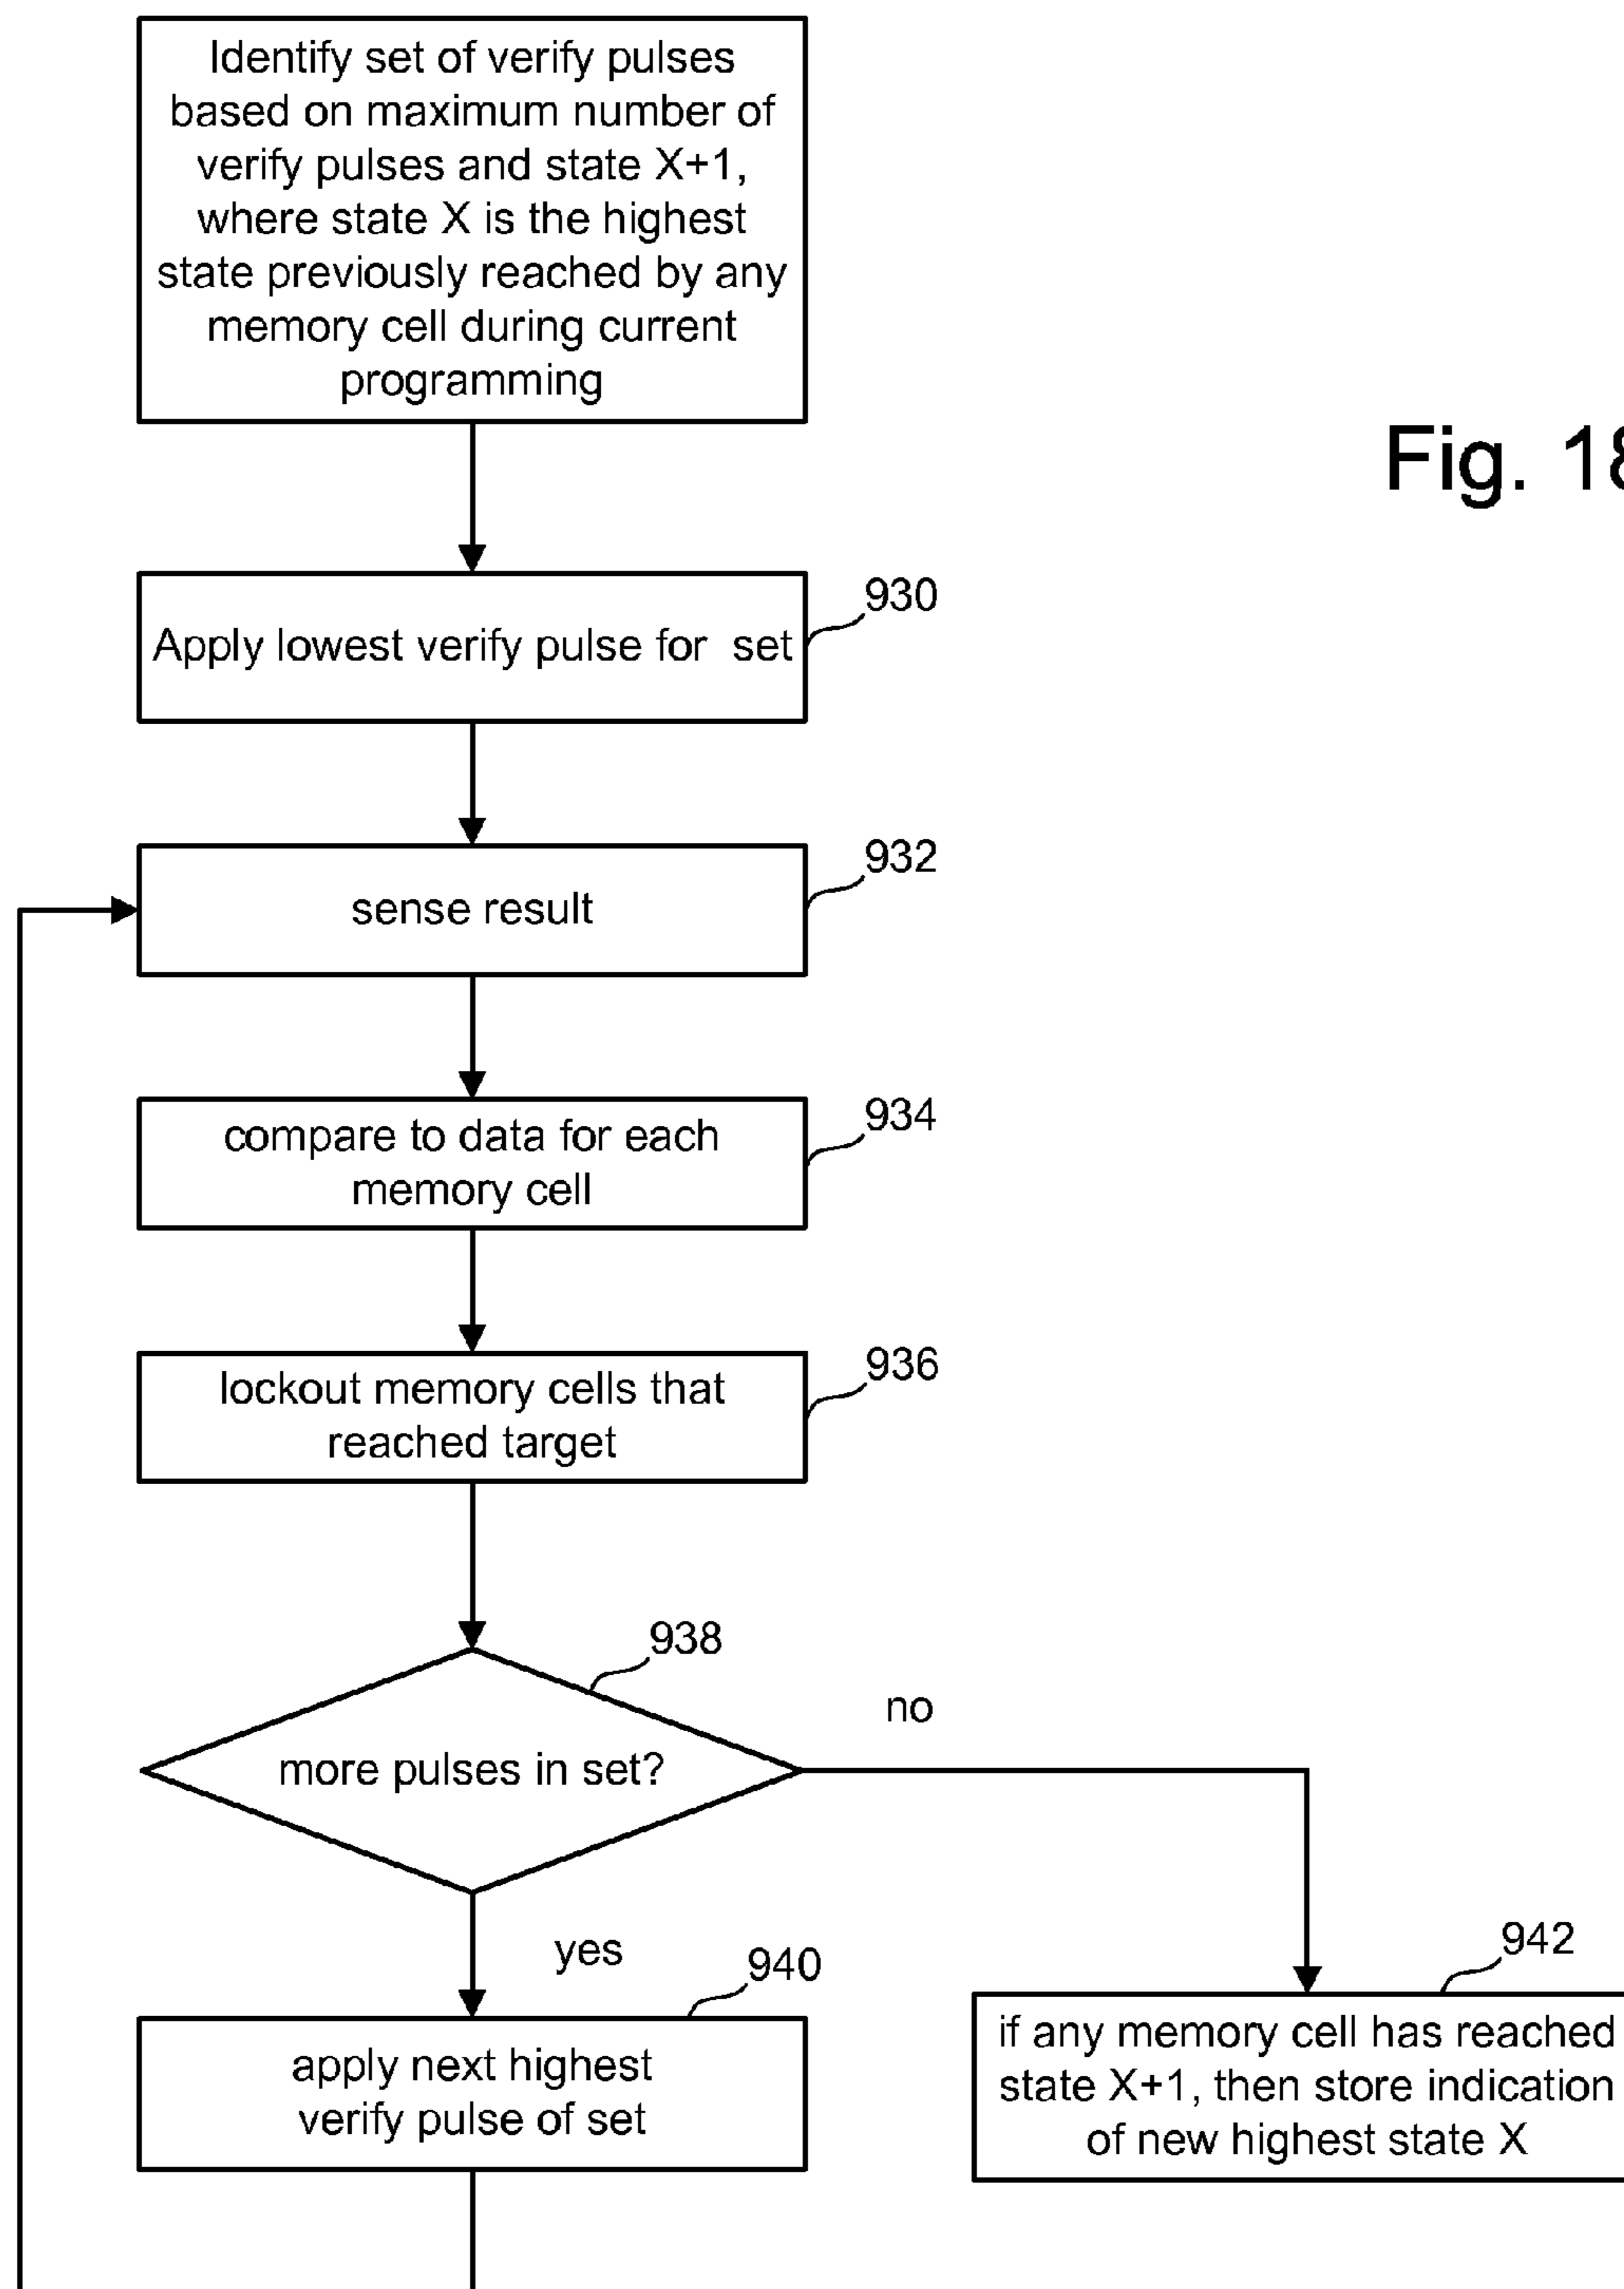 Identify set of verify pulses
based on maximum number of
verify pulses and state X+1,
where state X is the highest
state previously reached by any
memory cell during current
programming
Fig. 18
930
Apply lowest verify pulse for set
932
sense result
934
compare to data for each
memory cell
936
lockout memory cells that
reached target
938
no
more pulses in set?
yes
940
942
apply next highest
verify pulse of set
if any memory cell has reached
state X+1, then store indication
of new highest state X